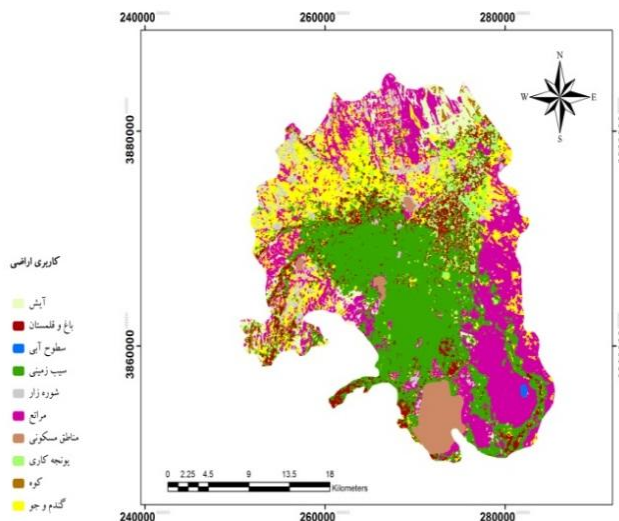 240000 260000 280000
N
W E
S
3880000
3860000
کاربری اراضی
آیش
باغ و قلمستان
سطوح آبی
سیب زمینی
شوره زار
مراتع
مناطق مسکونی
یونجه کاری
کوه
گندم و جو
0 2.25 4.5 9 13.5 18
Kilometers
240000 260000 280000